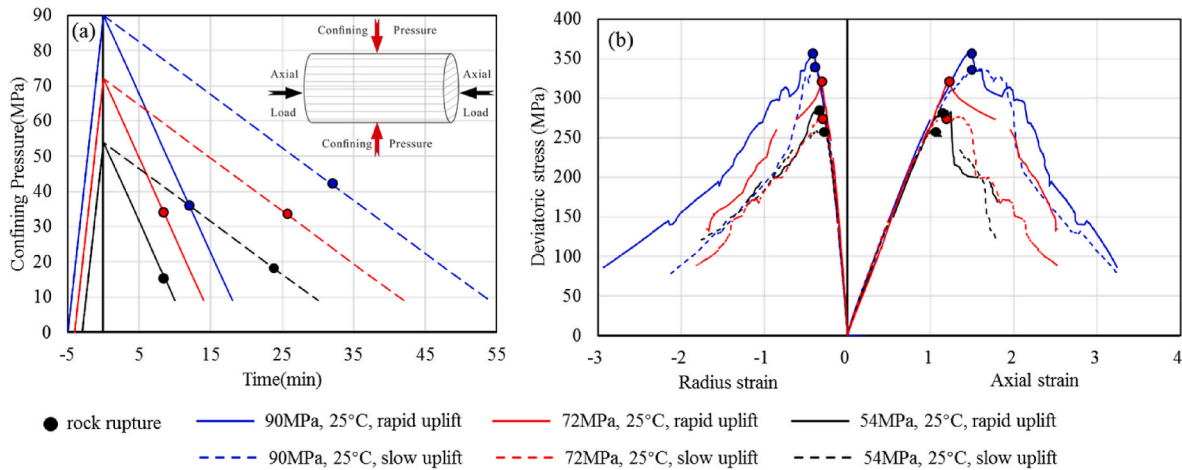 (a)
Confining Pressure(MPa)
90
80
70
60
50
40
30
20
10
0
-5 5 15 25 35 45 55
Time(min)
Confining Pressure
Axial Axial
Load Load
Confining Pressure
(b)
Deviatoric stress (MPa)
400
350
300
250
200
150
100
50
0
-3 -2 -1 0 1 2 3 4
Radius strain Axial strain
rock rupture 90MPa, 25°C, rapid uplift 72MPa, 25°C, rapid uplift 54MPa, 25°C, rapid uplift
90MPa, 25°C, slow uplift 72MPa, 25°C, slow uplift 54MPa, 25°C, slow uplift